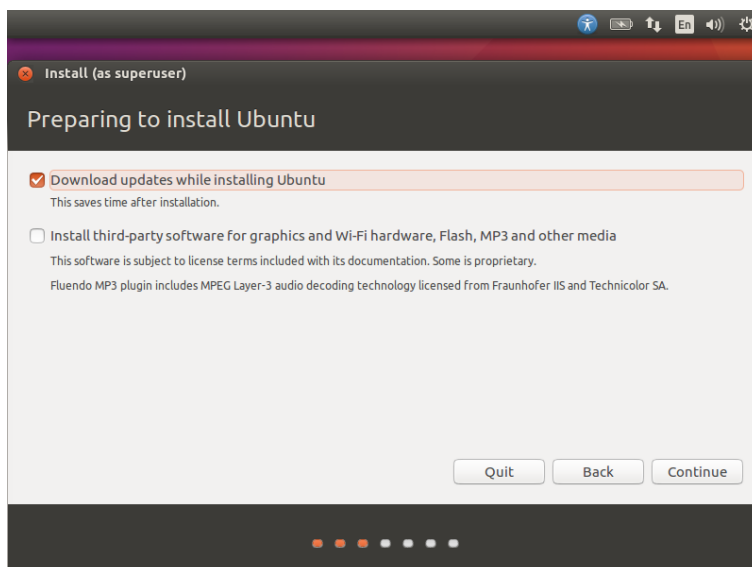 En
Install (as superuser)
Preparing to install Ubuntu
Download updates while installing Ubuntu
This saves time after installation.
Install third-party software for graphics and Wi-Fi hardware, Flash, MP3 and other media
This software is subject to license terms included with its documentation. Some is proprietary.
Fluendo MP3 plugin includes MPEG Layer-3 audio decoding technology licensed from Fraunhofer IIS and Technicolor SA.
Quit Back Continue